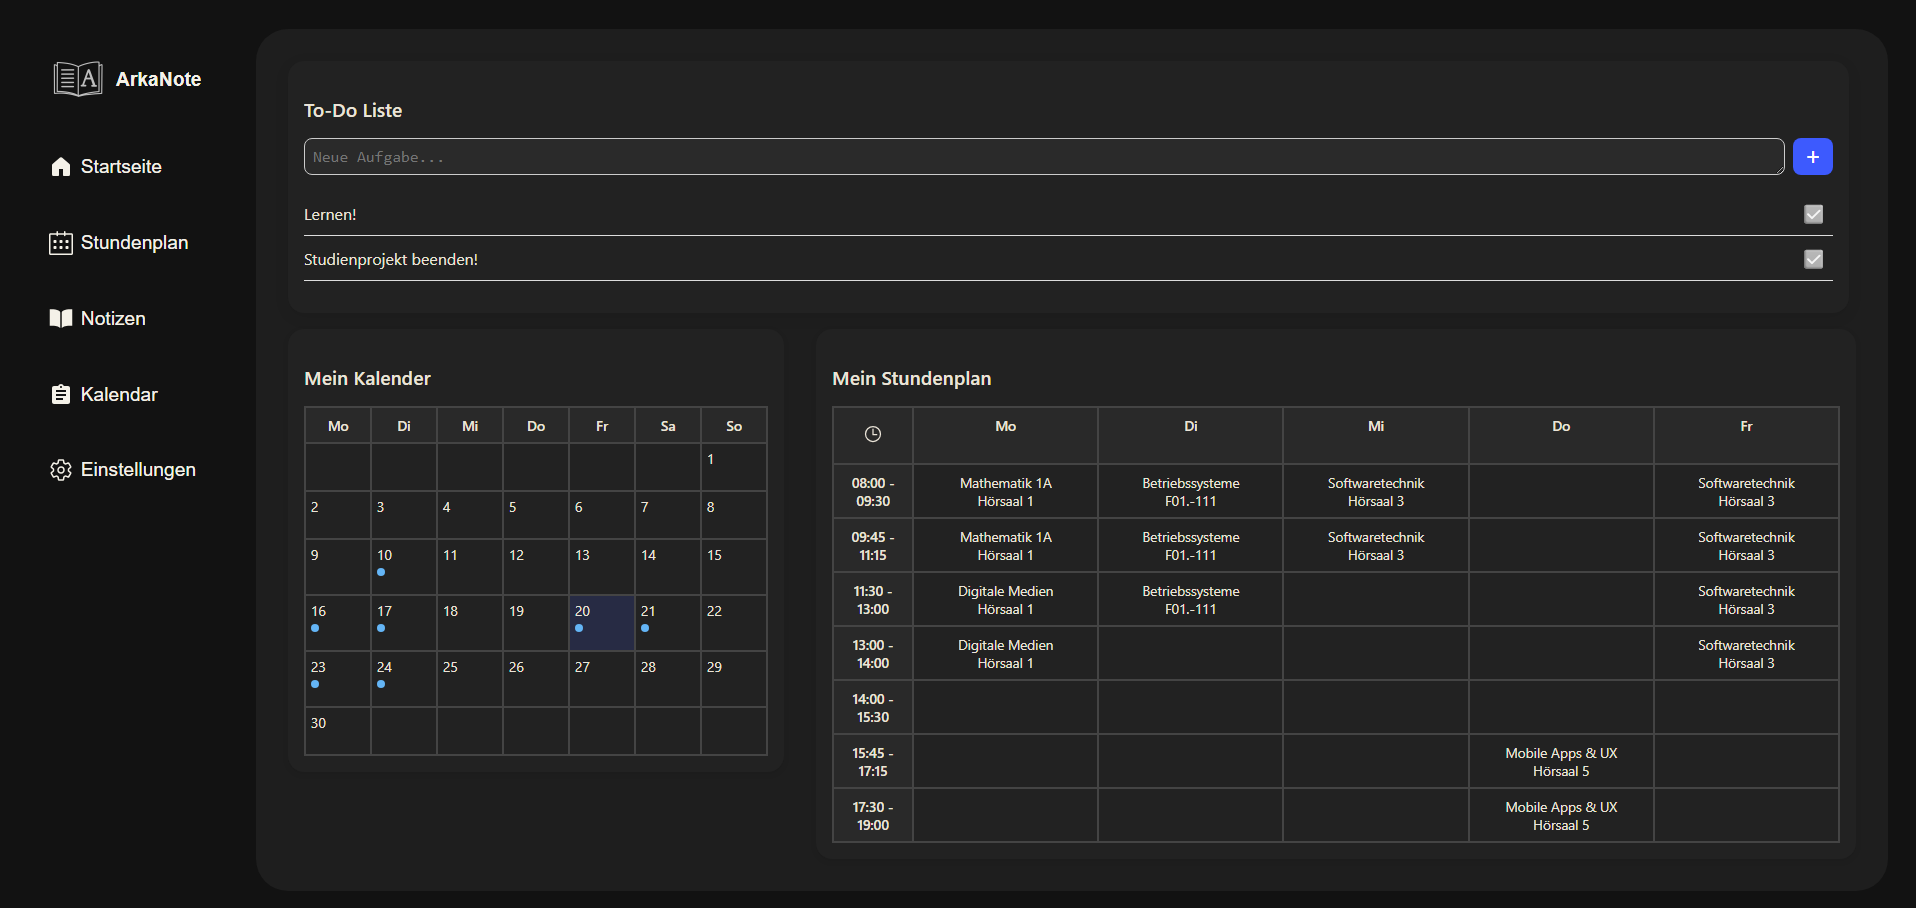 ArkaNote
Startseite
Stundenplan
Notizen
Kalendar
Einstellungen
To-Do Liste
Neue Aufgabe...
+
Lernen!
Studienprojekt beenden!
Mein Kalender
Mo Di Mi Do Fr Sa So
1
2 3 4 5 6 7 8
9 10 11 12 13 14 15
16 17 18 19 20 21 22
23 24 25 26 27 28 29
30
Mein Stundenplan
Mo Di Mi Do Fr
08:00 - Mathematik 1A Betriebssysteme Softwaretechnik Softwaretechnik
09:30 Hörsaal 1 F01.-111 Hörsaal 3 Hörsaal 3
09:45 - Mathematik 1A Betriebssysteme Softwaretechnik Softwaretechnik
11:15 Hörsaal 1 F01.-111 Hörsaal 3 Hörsaal 3
11:30 - Digitale Medien Betriebssysteme Softwaretechnik
13:00 Hörsaal 1 F01.-111 Hörsaal 3
13:00 - Digitale Medien Softwaretechnik
14:00 Hörsaal 1 Hörsaal 3
14:00 -
15:30
15:45 - Mobile Apps & UX
17:15 Hörsaal 5
17:30 - Mobile Apps & UX
19:00 Hörsaal 5